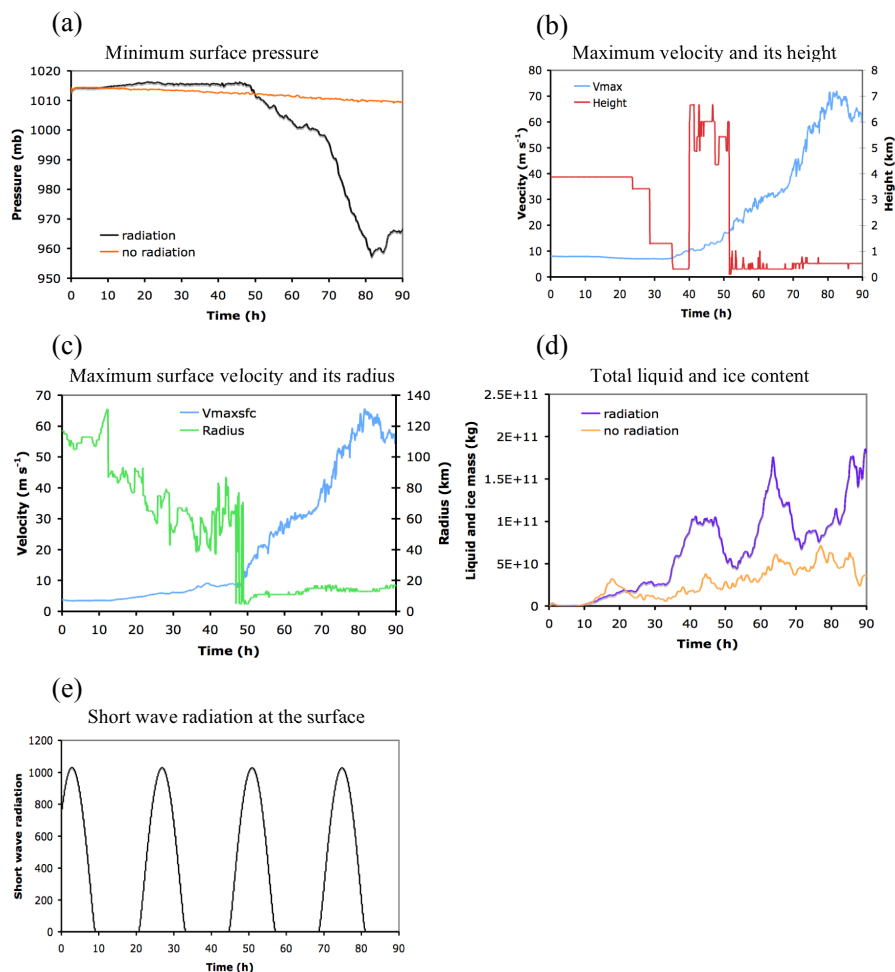 (a)
Minimum surface pressure
1020
1010
1000
990
980
970
960
950
Pressure (mb)
radiation
no radiation
0 10 20 30 40 50 60 70 80 90
Time (h)
(b)
Maximum velocity and its height
80
70
60
50
40
30
20
10
0
Veocity (m s⁻¹)
Vmax
Height
8
7
6
5
4
3
2
1
0
Height (km)
0 10 20 30 40 50 60 70 80 90
Time (h)
(c)
Maximum surface velocity and its radius
70
60
50
40
30
20
10
0
Velocity (m s⁻¹)
Vmaxsfc
Radius
140
120
100
80
60
40
20
0
Radius (km)
0 10 20 30 40 50 60 70 80 90
Time (h)
(d)
Total liquid and ice content
2.5E+11
2E+11
1.5E+11
1E+11
5E+10
0
Liquid and ice mass (kg)
radiation
no radiation
0 10 20 30 40 50 60 70 80 90
Time (h)
(e)
Short wave radiation at the surface
1200
1000
800
600
400
200
0
Short wave radiation
0 10 20 30 40 50 60 70 80 90
Time (h)